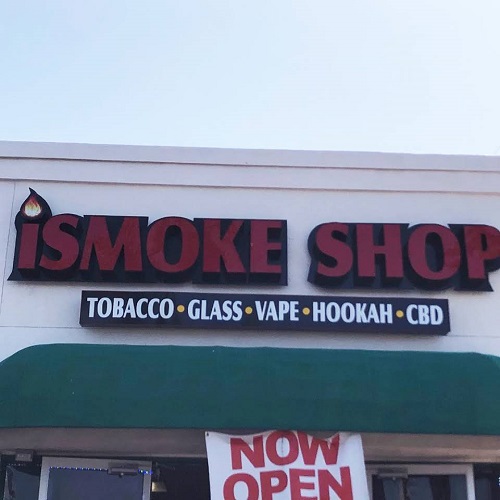 iSMOKE SHOP
TOBACCO • GLASS • VAPE • HOOKAH • CBD
NOW
OPEN